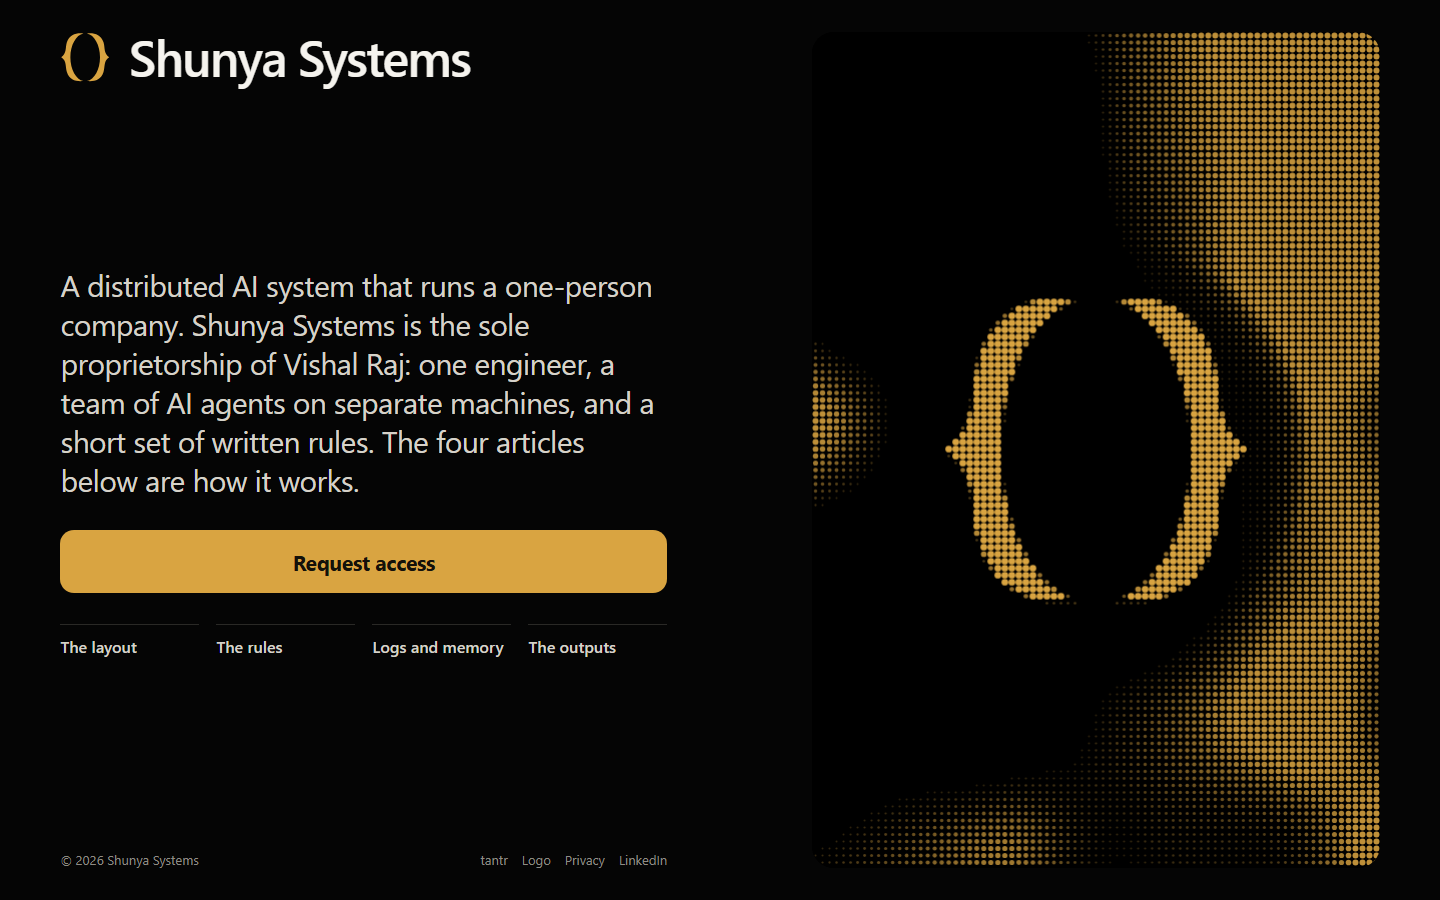 Shunya Systems
A distributed AI system that runs a one-person
company. Shunya Systems is the sole
proprietorship of Vishal Raj: one engineer, a
team of AI agents on separate machines, and a
short set of written rules. The four articles
below are how it works.
Request access
The layout
The rules
Logs and memory
The outputs
© 2026 Shunya Systems
tantr
Logo
Privacy
LinkedIn